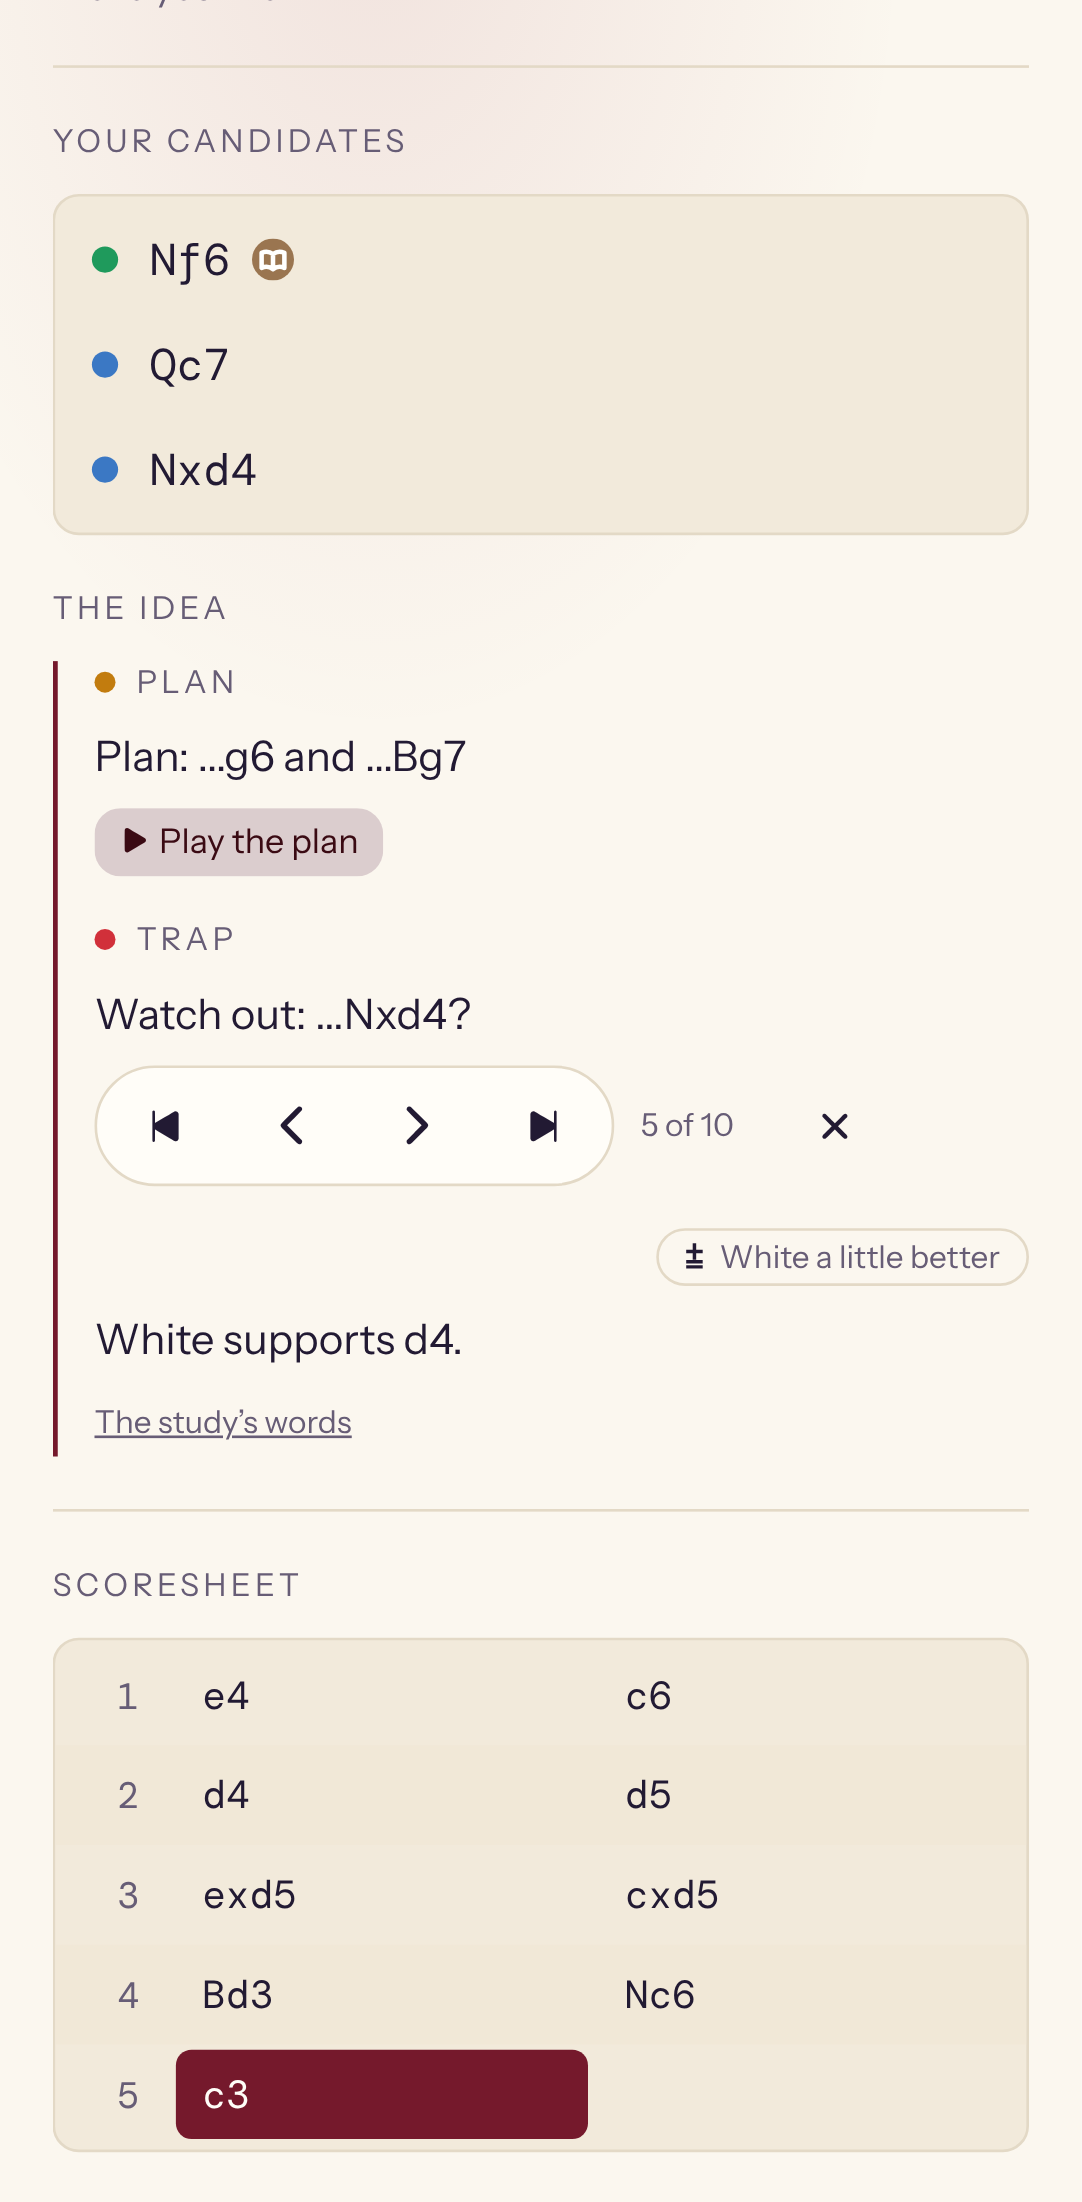 YOUR CANDIDATES
Nf6
Qc7
Nxd4
THE IDEA
PLAN
Plan: ...g6 and ...Bg7
Play the plan
TRAP
Watch out: ...Nxd4?
5 of 10
± White a little better
White supports d4.
The study’s words
SCORESHEET
1 e4 c6
2 d4 d5
3 exd5 cxd5
4 Bd3 Nc6
5 c3